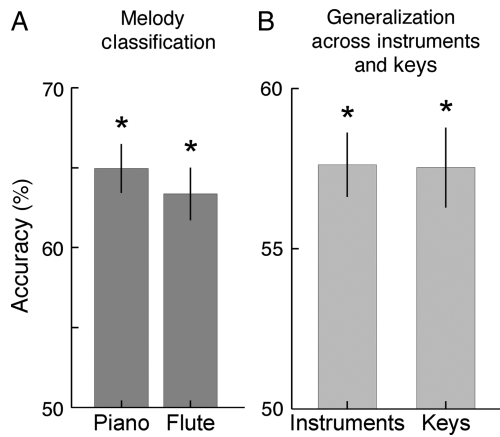 A
Melody
classification
B
Generalization
across instruments
and keys
Accuracy (%)
70
60
50
*
*
Piano Flute
60
55
50
*
*
Instruments Keys